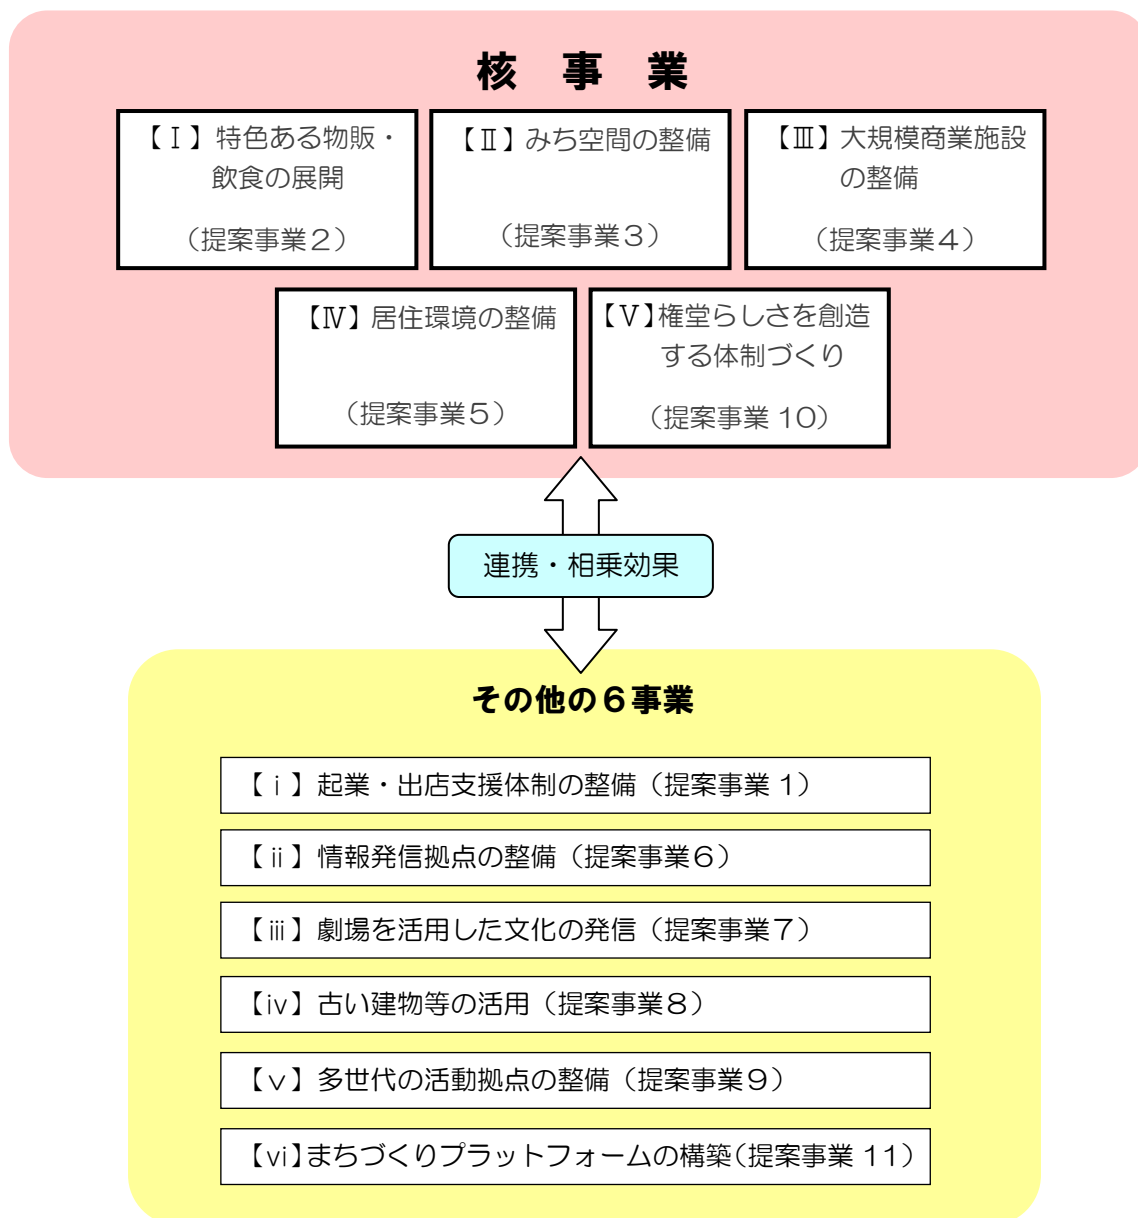 核 事 業
【Ⅰ】特色ある物販・
飲食の展開
（提案事業２）
【Ⅱ】みち空間の整備
（提案事業３）
【Ⅲ】大規模商業施設
の整備
（提案事業４）
【Ⅳ】居住環境の整備
（提案事業５）
【Ⅴ】権堂らしさを創造
する体制づくり
（提案事業 10）
連携・相乗効果
その他の６事業
【ⅰ】起業・出店支援体制の整備（提案事業 1）
【ⅱ】情報発信拠点の整備（提案事業６）
【ⅲ】劇場を活用した文化の発信（提案事業７）
【ⅳ】古い建物等の活用（提案事業８）
【ⅴ】多世代の活動拠点の整備（提案事業９）
【ⅵ】まちづくりプラットフォームの構築（提案事業 11）